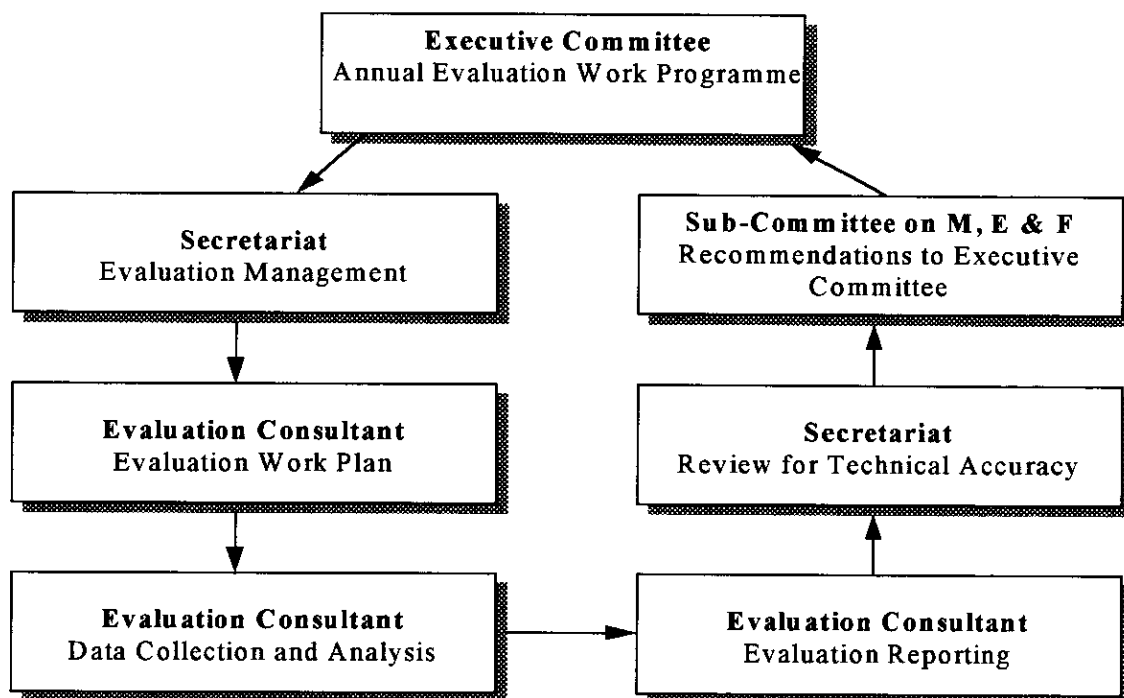 Executive Committee
Annual Evaluation Work Programme
Secretariat
Evaluation Management
Sub-Committee on M, E & F
Recommendations to Executive
Committee
Evaluation Consultant
Evaluation Work Plan
Secretariat
Review for Technical Accuracy
Evaluation Consultant
Data Collection and Analysis
Evaluation Consultant
Evaluation Reporting